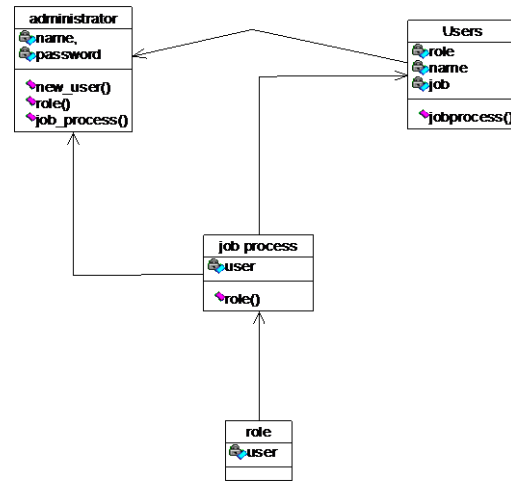 administrator
name,
password
new_user()
role()
job_process()
Users
role
name
job
jobprocess()
job process
user
role()
role
user